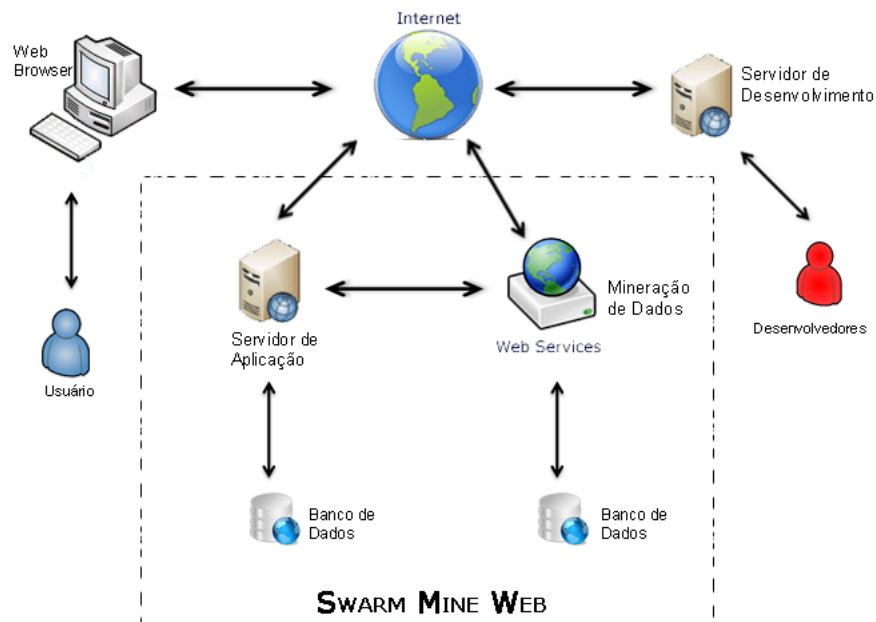 Internet
Web
Browser
Servidor de
Desenvolvimento
Servidor de
Aplicação
Mineração
de Dados
Web Services
Usuário
Desenvolvedores
Banco de
Dados
Banco de
Dados
SWARM MINE WEB